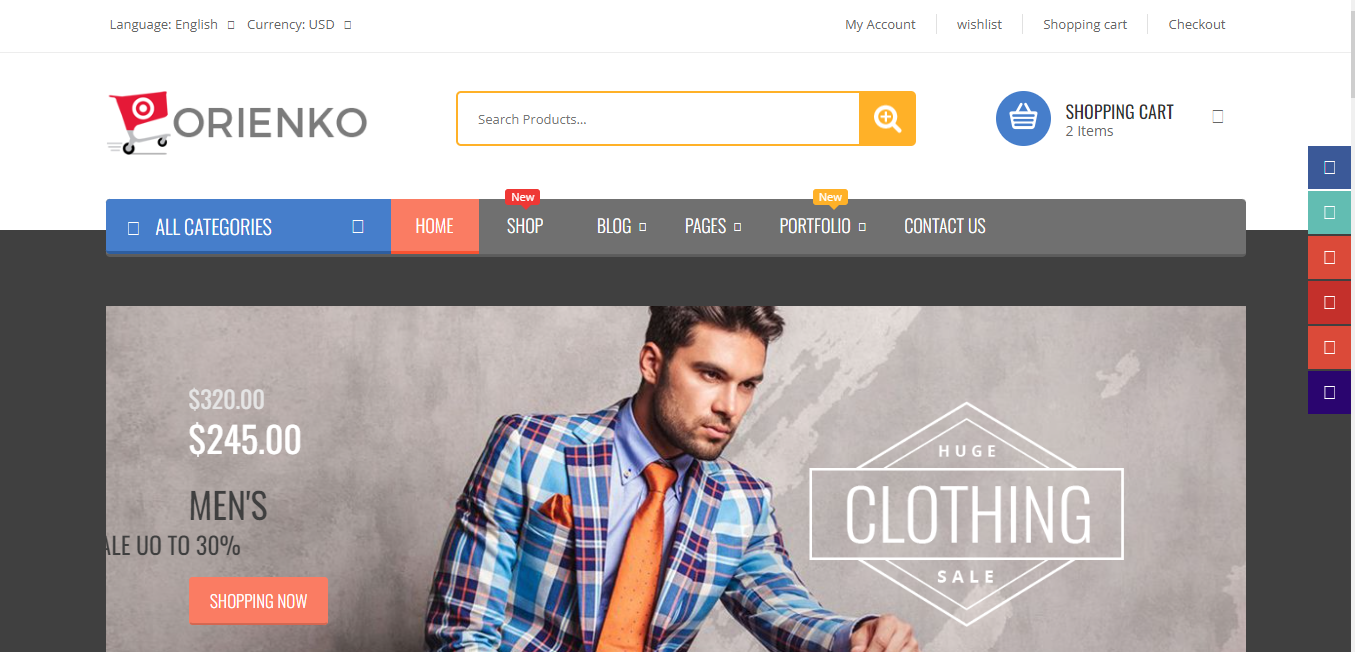 Language: English Currency: USD My Account wishlist Shopping cart Checkout
ORIENKO
Search Products...
SHOPPING CART
2 Items
New New
ALL CATEGORIES HOME SHOP BLOG PAGES PORTFOLIO CONTACT US
$320.00
$245.00
MEN'S
ALE UO TO 30%
SHOPPING NOW
HUGE
CLOTHING
SALE